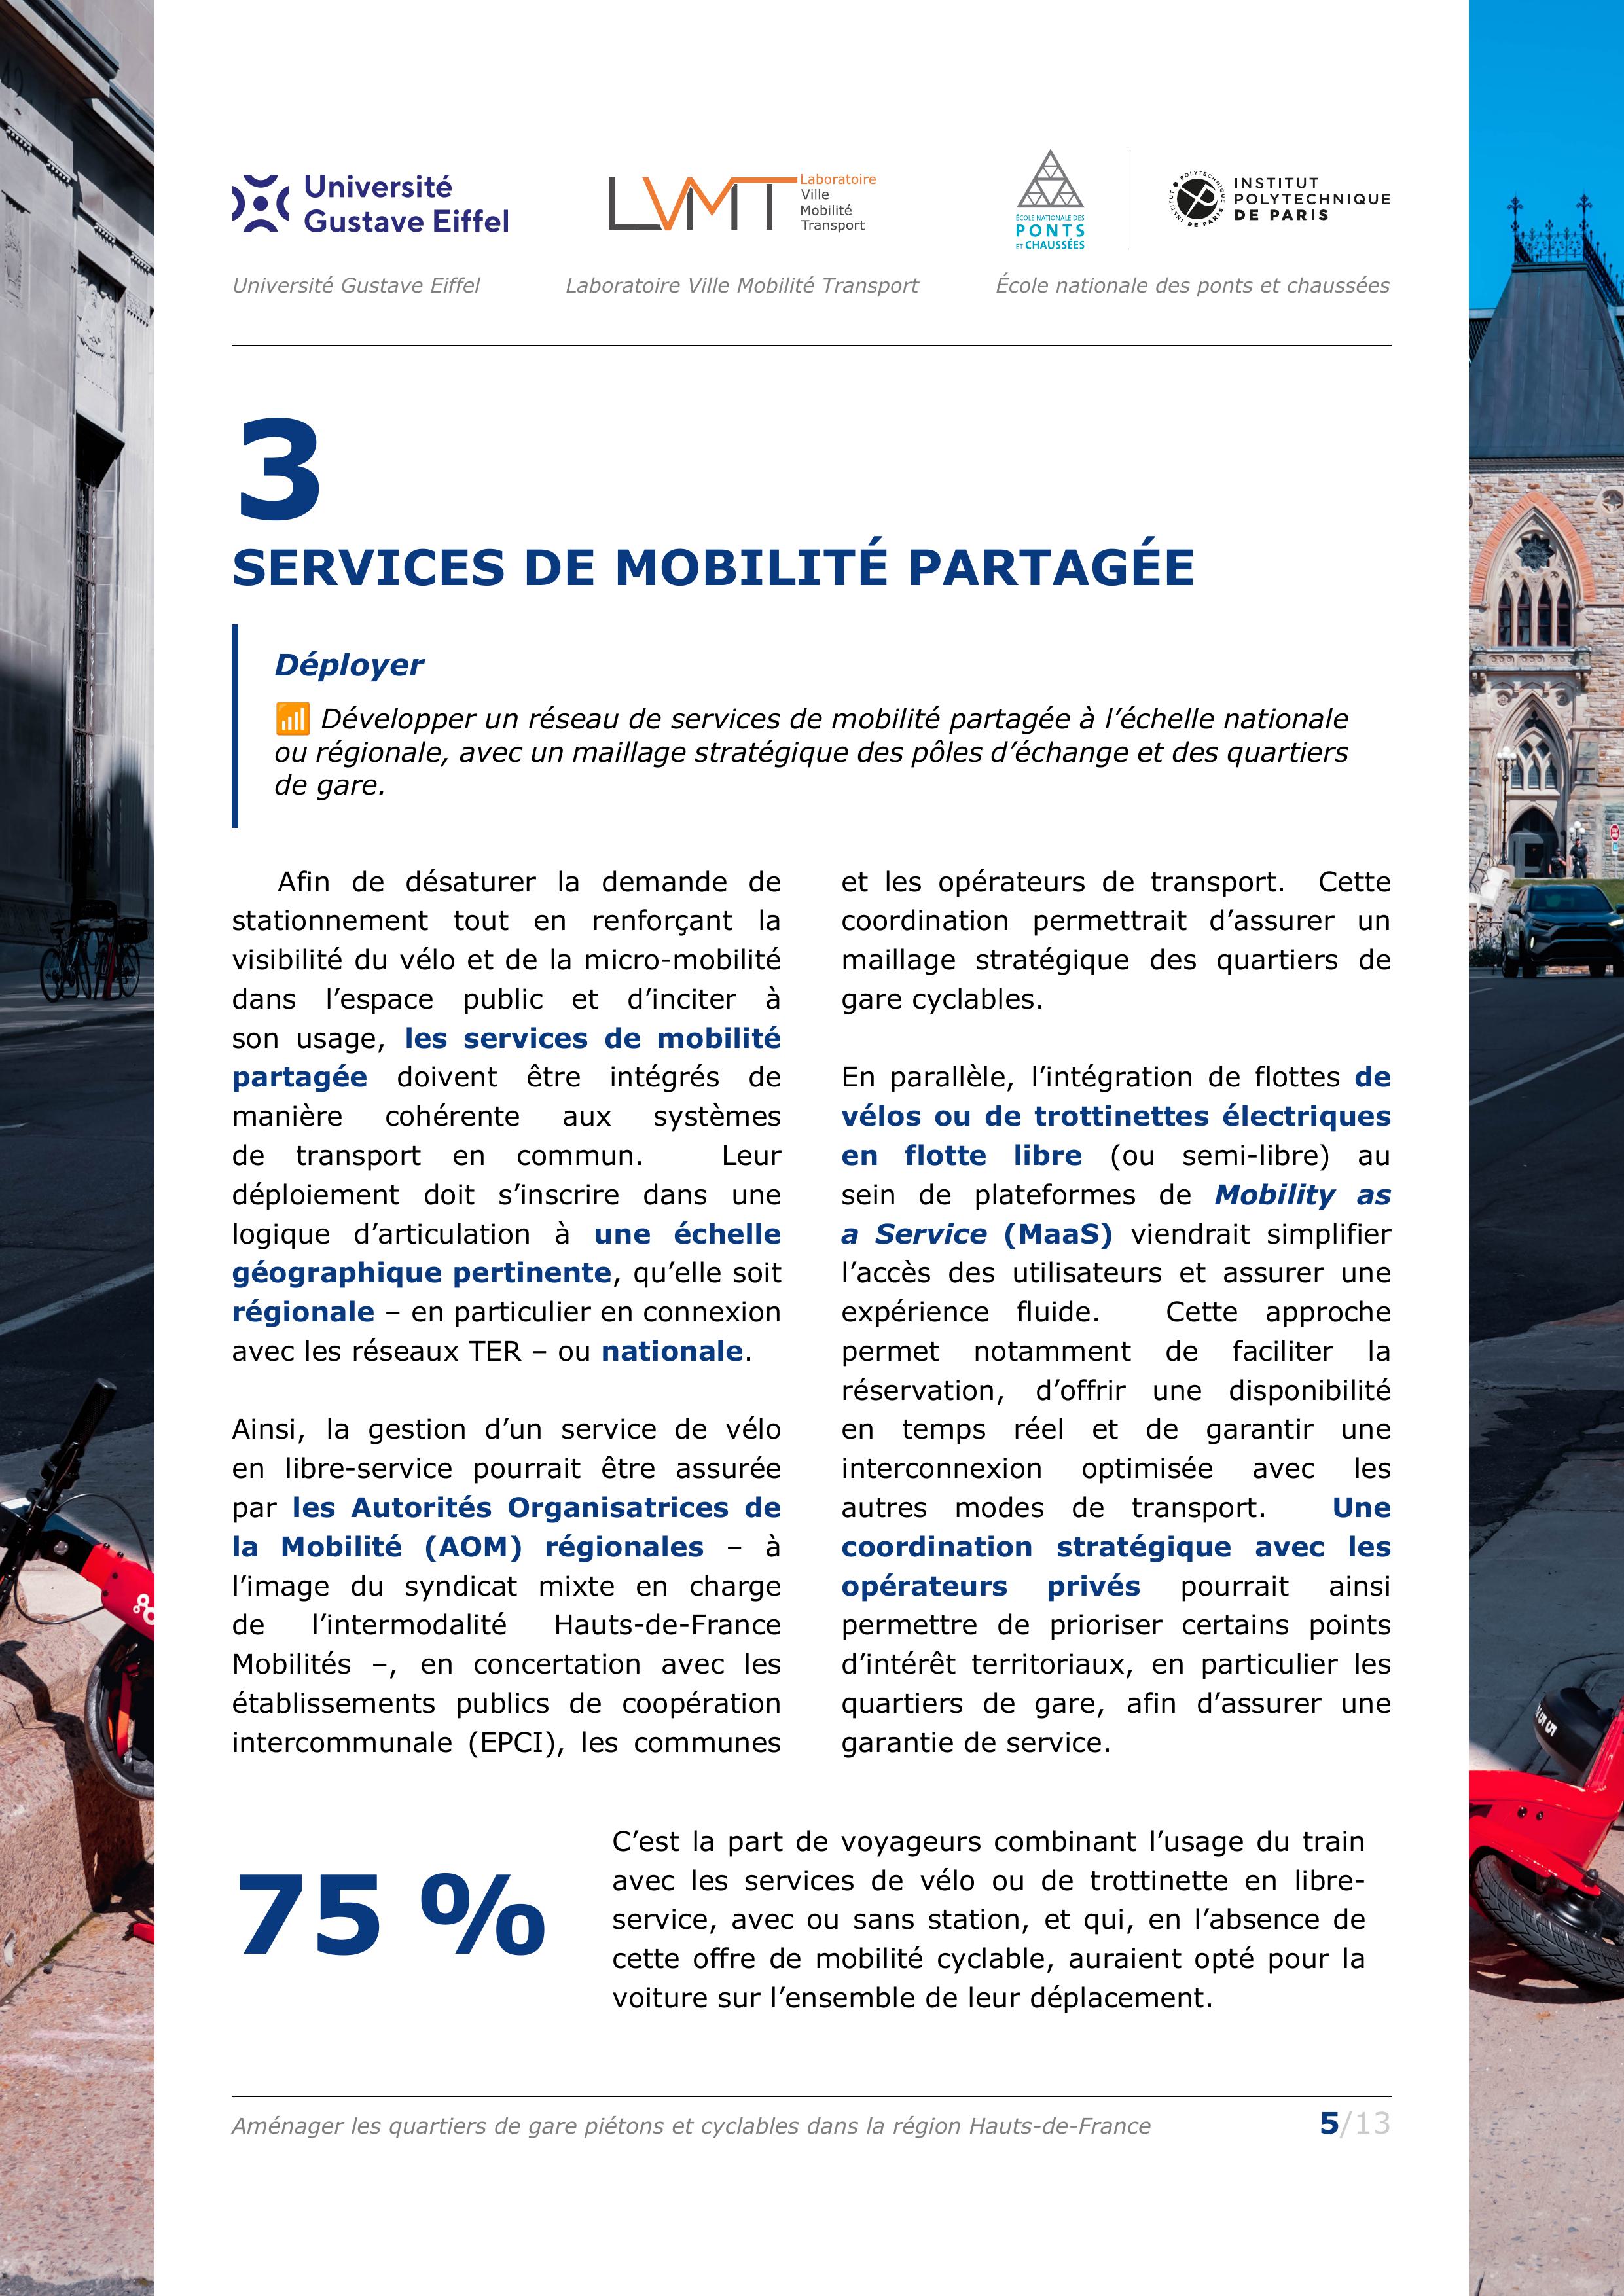 Université
Gustave Eiffel
Laboratoire
Ville
Mobilité
Transport
LVMT
ÉCOLE NATIONALE DES
PONTS
ET CHAUSSÉES
INSTITUT
POLYTECHNIQUE
DE PARIS
Université Gustave Eiffel
Laboratoire Ville Mobilité Transport
École nationale des ponts et chaussées
3
SERVICES DE MOBILITÉ PARTAGÉE
Déployer
Développer un réseau de services de mobilité partagée à l’échelle nationale
ou régionale, avec un maillage stratégique des pôles d’échange et des quartiers
de gare.
Afin de désaturer la demande de
stationnement tout en renforçant la
visibilité du vélo et de la micro-mobilité
dans l’espace public et d’inciter à
son usage, les services de mobilité
partagée doivent être intégrés de
manière cohérente aux systèmes
de transport en commun. Leur
déploiement doit s’inscrire dans une
logique d’articulation à une échelle
géographique pertinente, qu’elle soit
régionale – en particulier en connexion
avec les réseaux TER – ou nationale.
Ainsi, la gestion d’un service de vélo
en libre-service pourrait être assurée
par les Autorités Organisatrices de
la Mobilité (AOM) régionales – à
l’image du syndicat mixte en charge
de l’intermodalité Hauts-de-France
Mobilités –, en concertation avec les
établissements publics de coopération
intercommunale (EPCI), les communes
et les opérateurs de transport. Cette
coordination permettrait d’assurer un
maillage stratégique des quartiers de
gare cyclables.
En parallèle, l’intégration de flottes de
vélos ou de trottinettes électriques
en flotte libre (ou semi-libre) au
sein de plateformes de Mobility as
a Service (MaaS) viendrait simplifier
l’accès des utilisateurs et assurer une
expérience fluide. Cette approche
permet notamment de faciliter la
réservation, d’offrir une disponibilité
en temps réel et de garantir une
interconnexion optimisée avec les
autres modes de transport. Une
coordination stratégique avec les
opérateurs privés pourrait ainsi
permettre de prioriser certains points
d’intérêt territoriaux, en particulier les
quartiers de gare, afin d’assurer une
garantie de service.
75 %
C’est la part de voyageurs combinant l’usage du train
avec les services de vélo ou de trottinette en libre-
service, avec ou sans station, et qui, en l’absence de
cette offre de mobilité cyclable, auraient opté pour la
voiture sur l’ensemble de leur déplacement.
Aménager les quartiers de gare piétons et cyclables dans la région Hauts-de-France
5/13